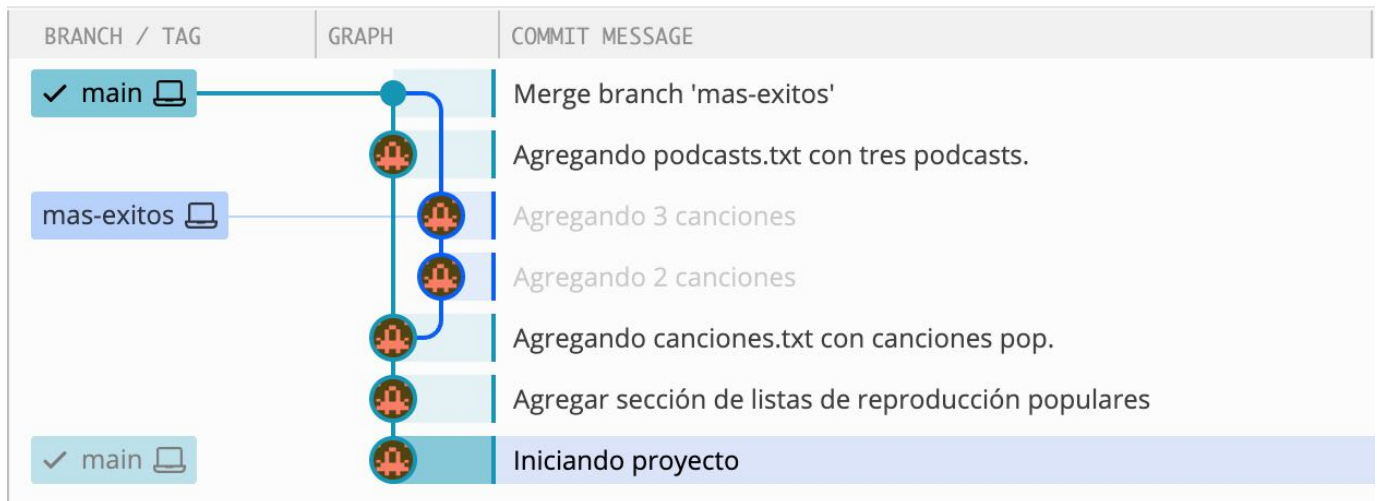 BRANCH / TAG GRAPH COMMIT MESSAGE
main Merge branch 'mas-exitos'
Agregando podcasts.txt con tres podcasts.
mas-exitos Agregando 3 canciones
Agregando 2 canciones
Agregando canciones.txt con canciones pop.
Agregar sección de listas de reproducción populares
main Iniciando proyecto